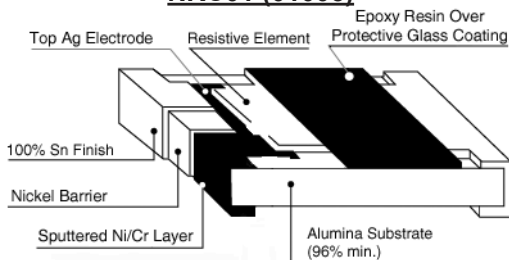 Epoxy Resin Over
Protective Glass Coating
Top Ag Electrode
Resistive Element
100% Sn Finish
Nickel Barrier
Sputtered Ni/Cr Layer
Alumina Substrate
(96% min.)